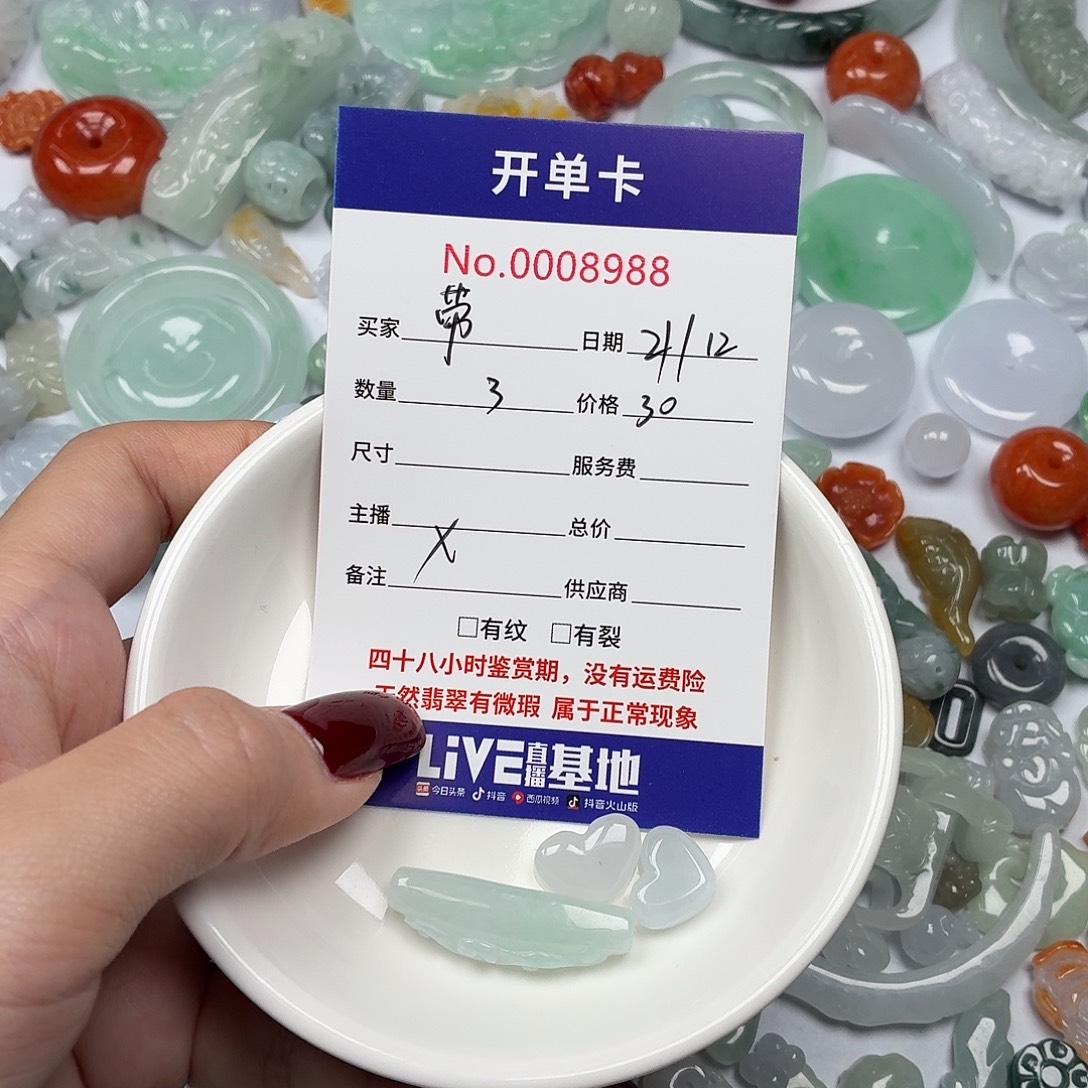 开单卡
No.0008988
买家 带 日期 21/12
数量 3 价格 30
尺寸 服务费
主播 总价
备注 X 供应商
□有纹 □有裂
四十八小时鉴赏期，没有运费险
天然翡翠有微瑕 属于正常现象
LiVE直播基地
今日头条 抖音 西瓜视频 抖音火山版